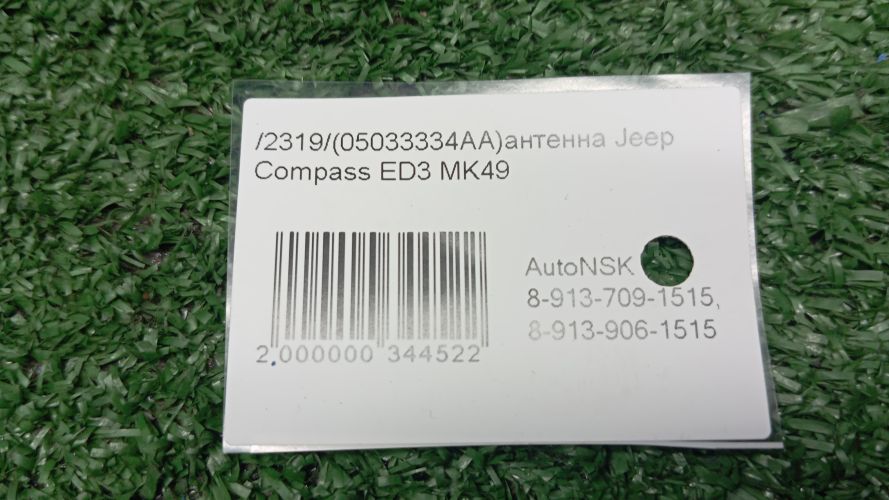 /2319/(05033334AA)антенна Jeep
Compass ED3 MK49
AutoNSK
8-913-709-1515,
8-913-906-1515
2 000000 344522